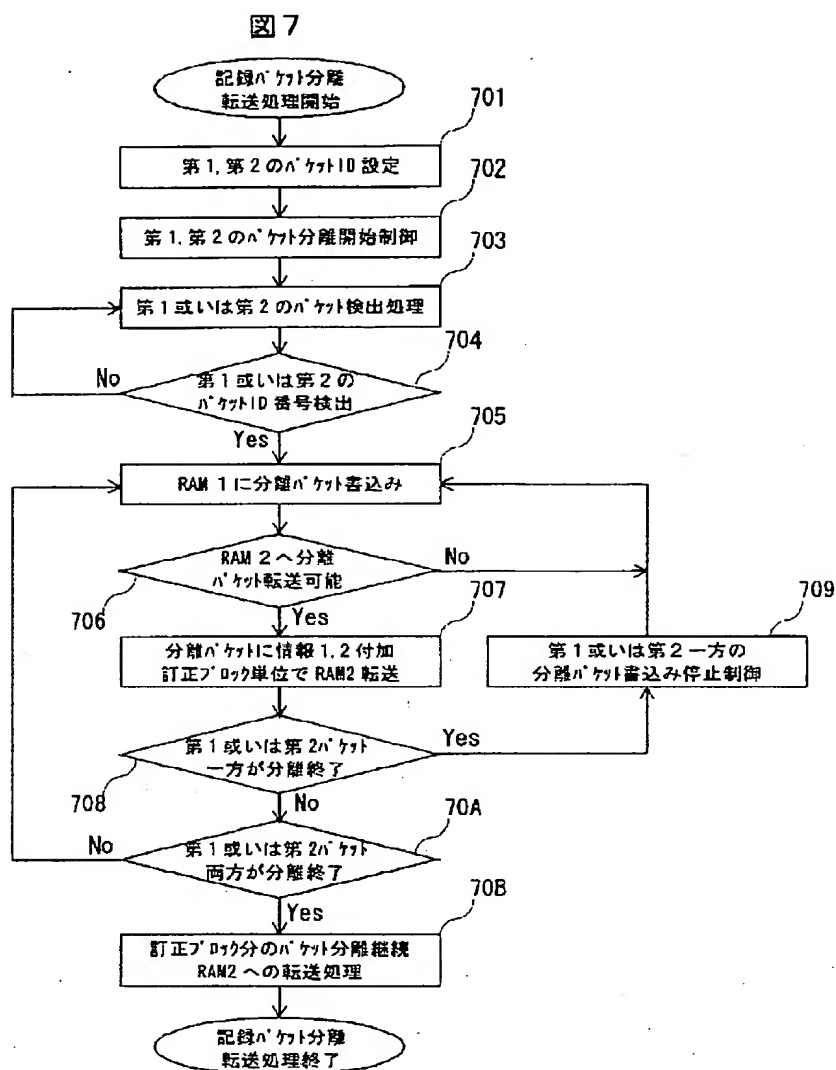 図７
記録パケット分離
転送処理開始
701
第１,第２のパケットID設定
702
第１,第２のパケット分離開始制御
703
第１或いは第２のパケット検出処理
704
No
第１或いは第２の
パケットID番号検出
Yes
705
RAM１に分離パケット書込み
RAM２へ分離
パケット転送可能
No
706
Yes
707
709
分離パケットに情報１,２付加
訂正ブロック単位でRAM2転送
第１或いは第２一方の
分離パケット書込み停止制御
第１或いは第２パケット
一方が分離終了
Yes
708
No
70A
No
第１或いは第２パケット
両方が分離終了
Yes
70B
訂正ブロック分のパケット分離継続
RAM2への転送処理
記録パケット分離
転送処理終了